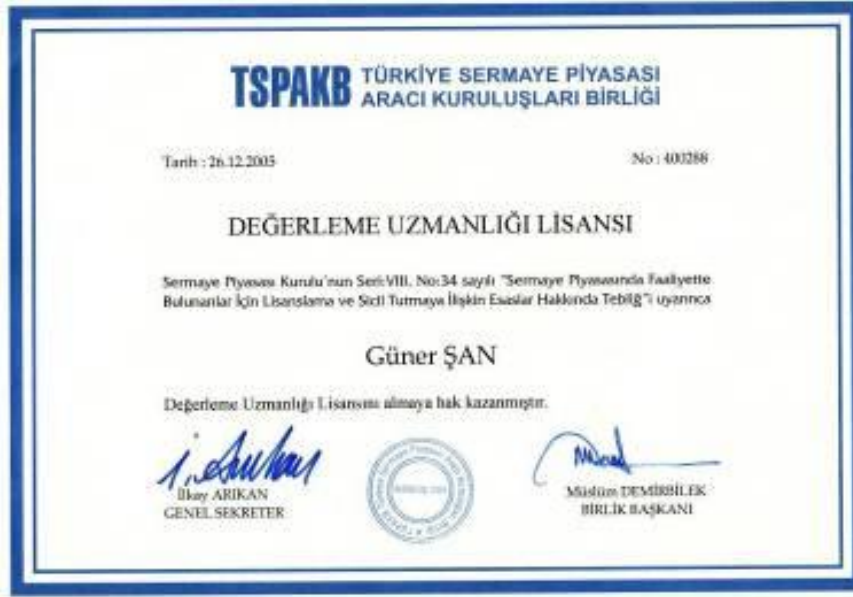 TSPAKB TÜRKİYE SERMAYE PİYASASI
ARACI KURULUŞLARI BİRLİĞİ
Tarih : 26.12.2005
No : 400288
DEĞERLEME UZMANLIĞI LİSANSI
Sermaye Piyasası Kurulu'nun Seri:VIII, No:34 sayılı "Sermaye Piyasasında Faaliyette
Bulunanlar İçin Lisanslama ve Sicil Tutmaya İlişkin Esaslar Hakkında Tebliğ"i uyarınca
Güner ŞAN
Değerleme Uzmanlığı Lisansını almaya hak kazanmıştır.
İlkay ARIKAN
GENEL SEKRETER
Müslüm DEMİRBİLEK
BİRLİK BAŞKANI